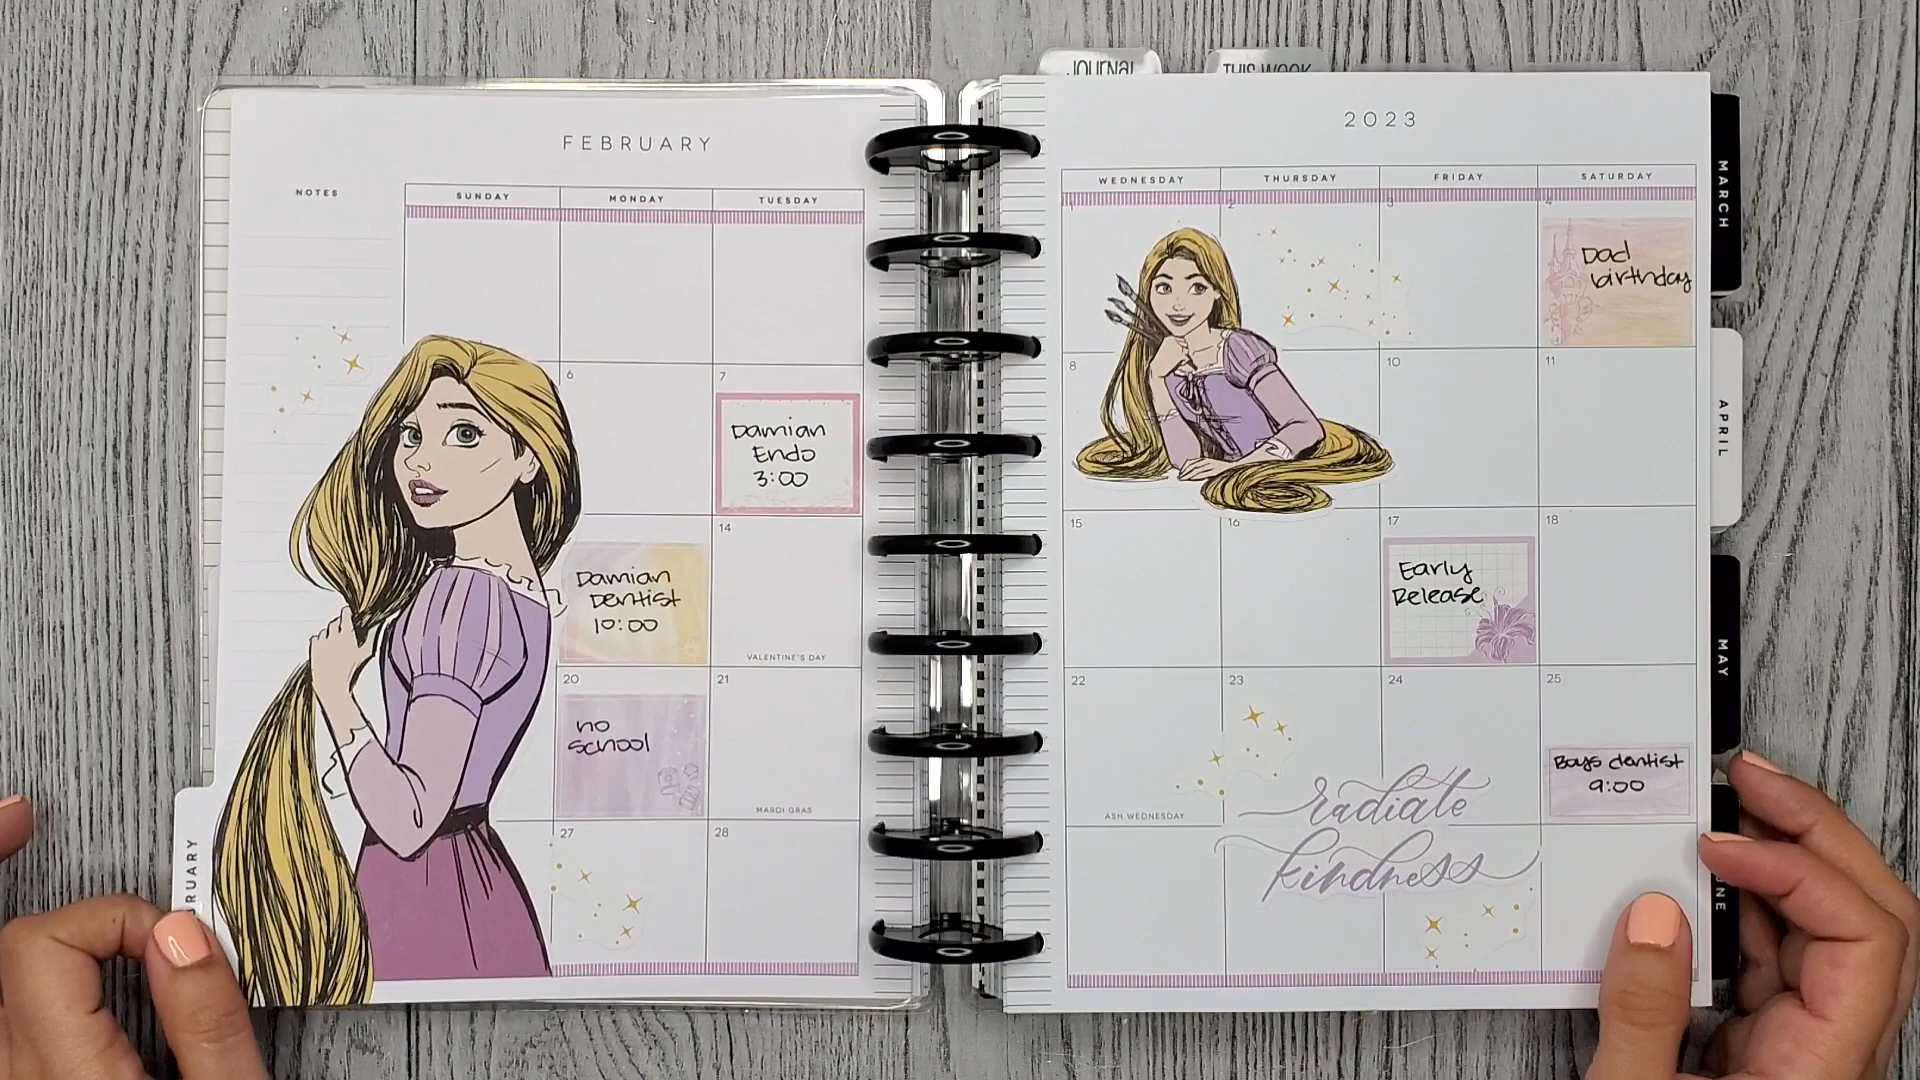 JOURNAL
THIS WEEK
FEBRUARY
2023
NOTES
SUNDAY
MONDAY
TUESDAY
WEDNESDAY
THURSDAY
FRIDAY
SATURDAY
1
2
3
4
Dad
birthday
6
7
Damian
Endo
3:00
8
10
11
Damian
Dentist
10:00
14
VALENTINE'S DAY
15
16
17
Early
Release
18
20
no
school
21
MARDI GRAS
22
ASH WEDNESDAY
23
24
25
Boys dentist
9:00
27
28
radiate
kindness
MARCH
APRIL
MAY
UNE
RUARY